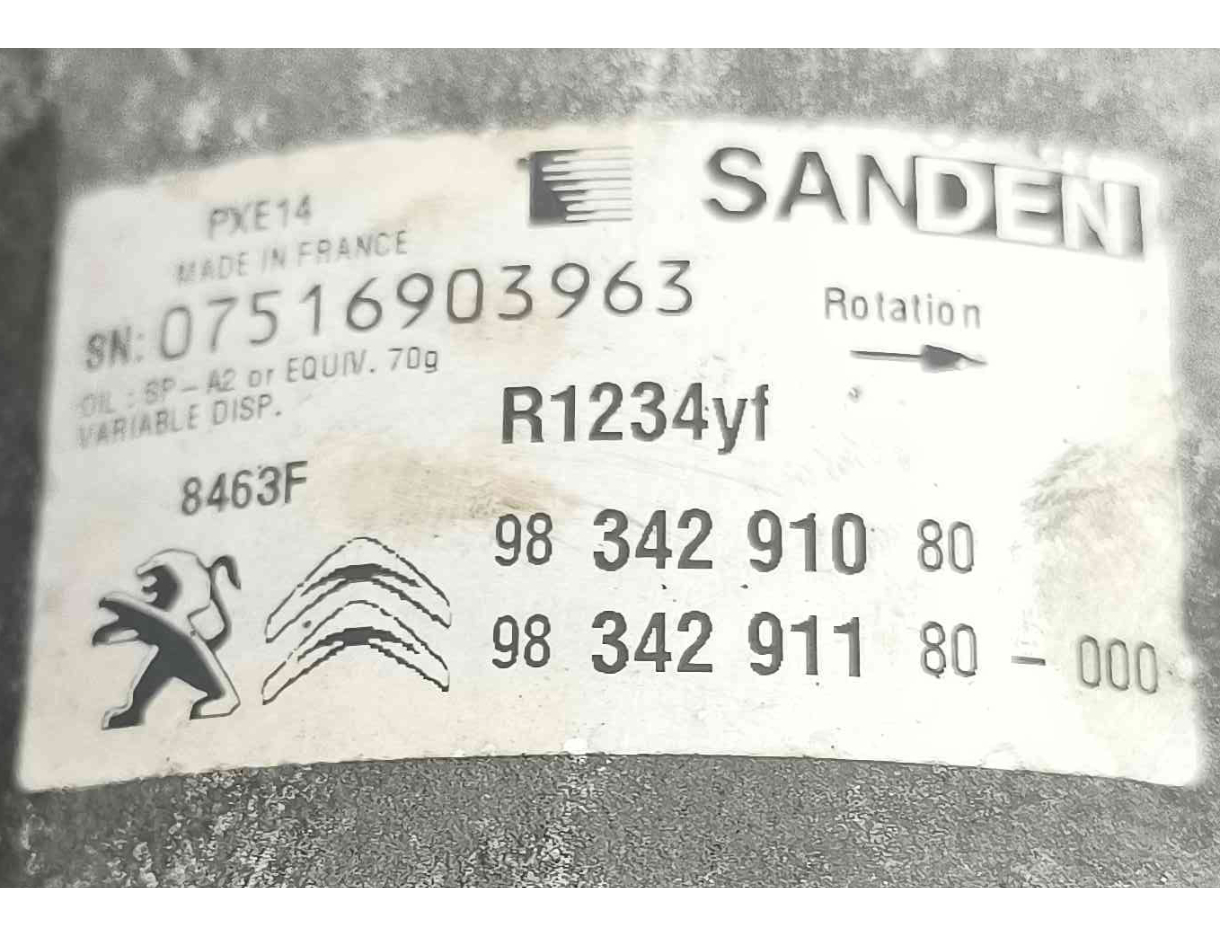 SANDEN
PXE14
MADE IN FRANCE
SN: 07516903963
Rotation
OIL : SP-A2 or EQUIV. 70g
VARIABLE DISP.
R1234yf
8463F
98 342 910 80
98 342 911 80 - 000